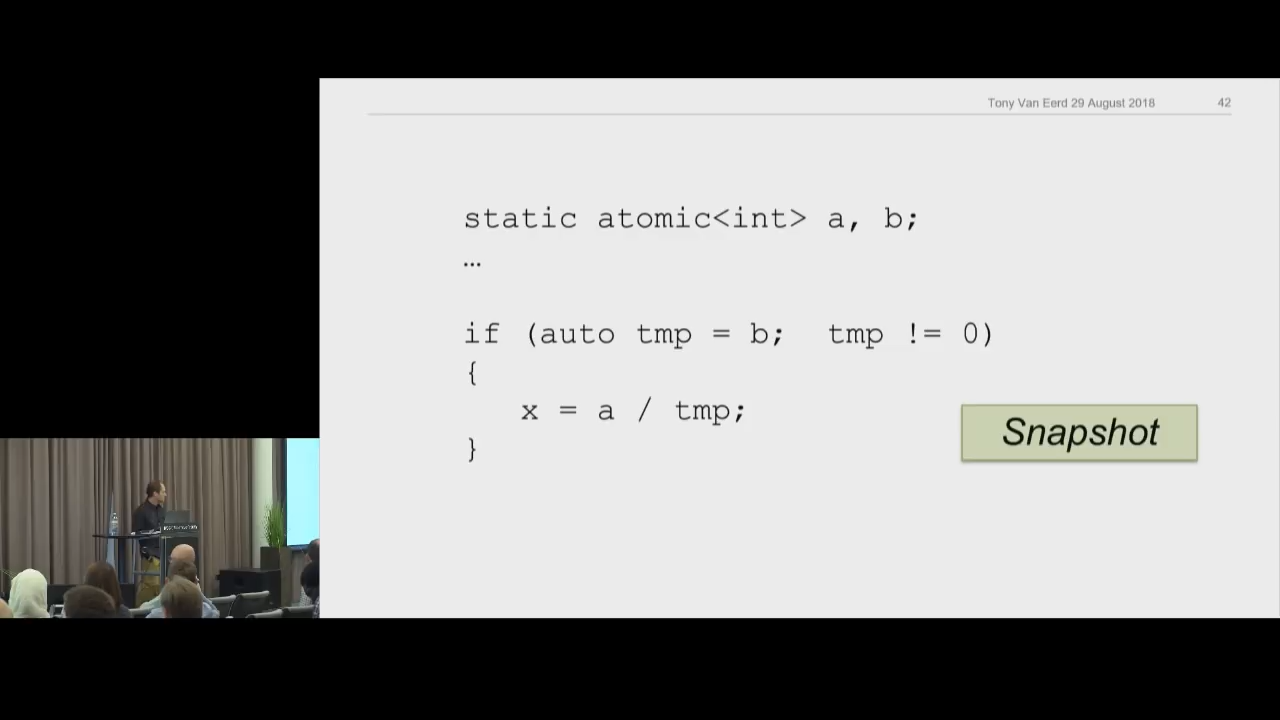 Tony Van Eerd 29 August 2018 42
static atomic<int> a, b;
…
if (auto tmp = b;  tmp != 0)
{
x = a / tmp;
}
Snapshot